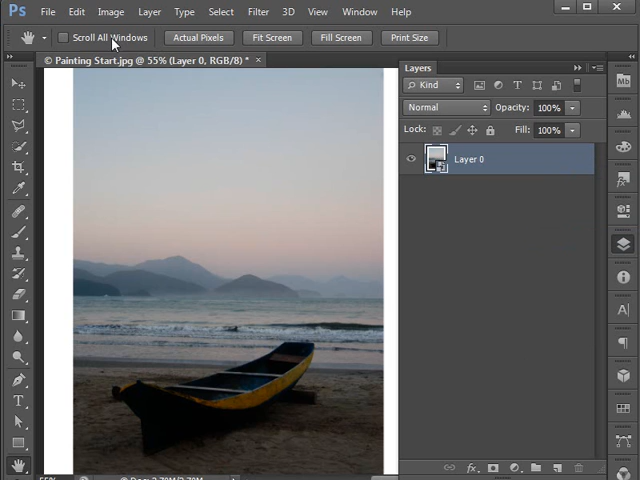 Ps File Edit Image Layer Type Select Filter 3D View Window Help
Scroll All Windows Actual Pixels Fit Screen Fill Screen Print Size
© Painting Start.jpg @ 55% (Layer 0, RGB/8) * ×
Layers
Kind
Normal Opacity: 100%
Lock: Fill: 100%
Layer 0
Mb
A
T
fx